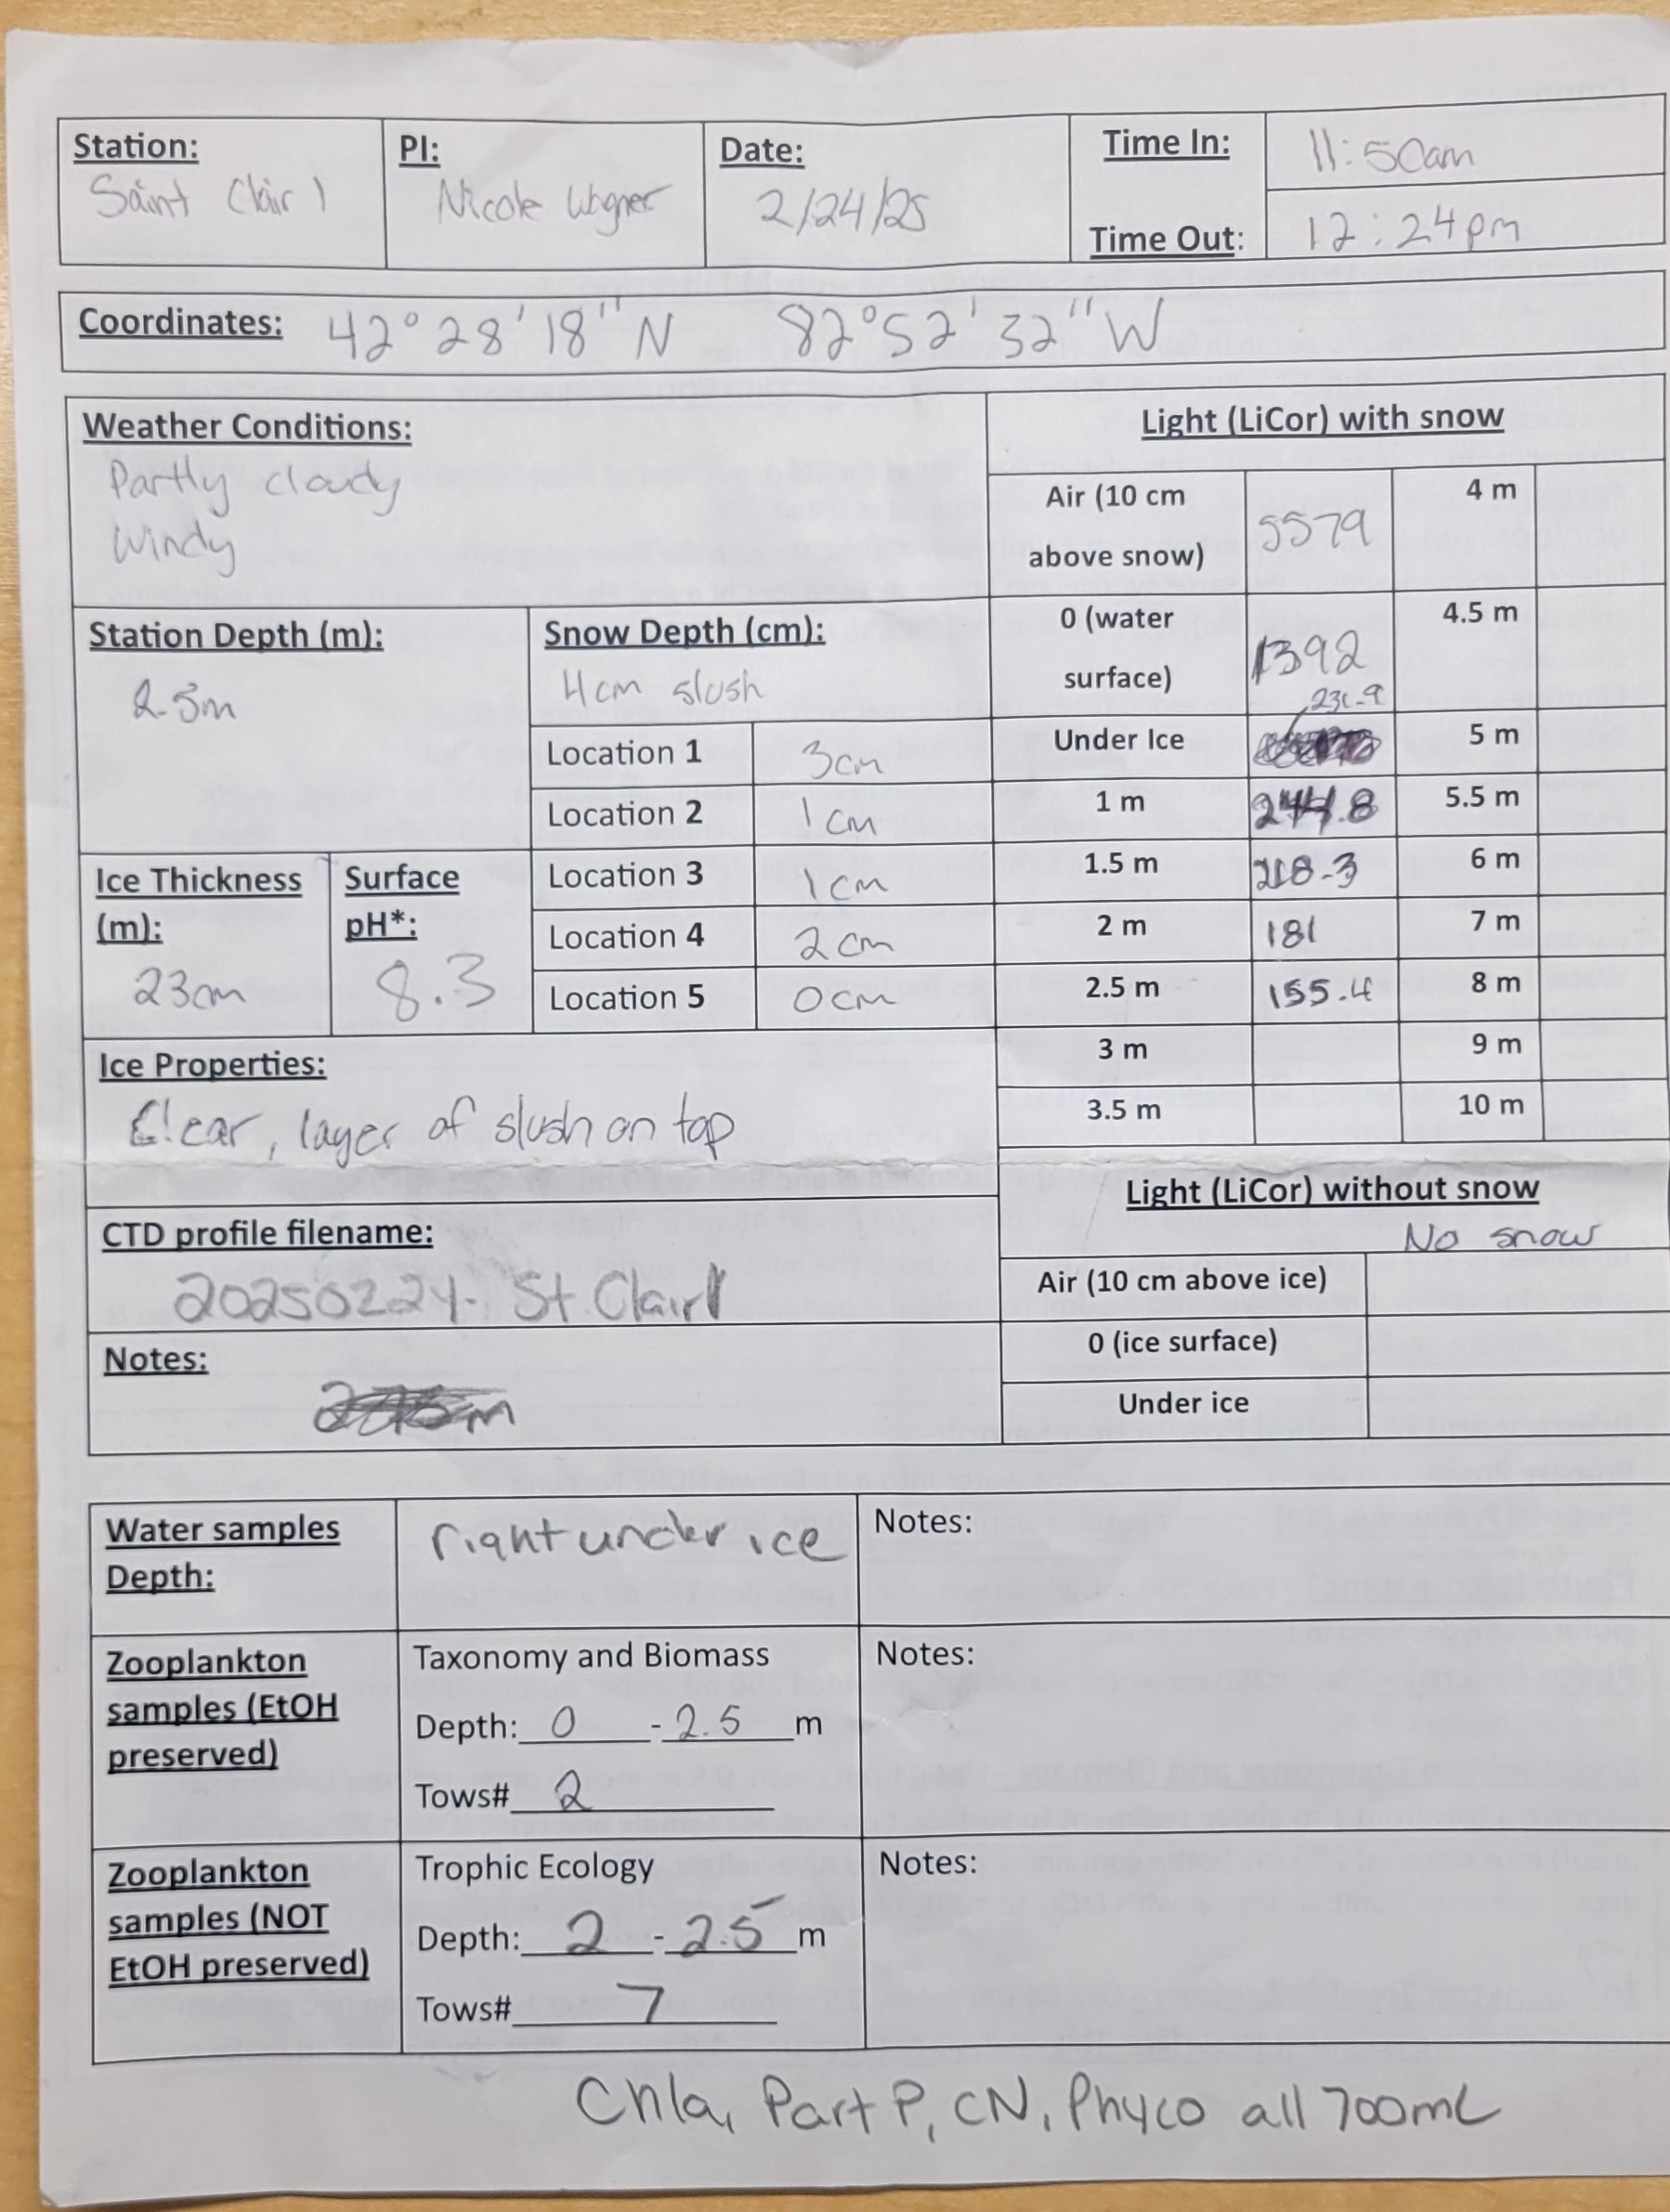 Station: PI: Date: Time In: 11:50am
Saint Clair 1 Nicole Wagner 2/24/25
Time Out: 12:24pm
Coordinates: 42°28'18"N 82°52'32"W
Weather Conditions:
Partly cloudy
Windy
Station Depth (m):
2.5m
Snow Depth (cm):
4cm slush
Location 1 3cm
Location 2 1cm
Location 3 1cm
Location 4 2cm
Location 5 0cm
Ice Thickness
(m):
23cm
Surface
pH*:
8.3
Ice Properties:
Clear, layer of slush on top
CTD profile filename:
20250224- St Clair1
Notes:
Light (LiCor) with snow
Air (10 cm
above snow) 5579 4 m
0 (water
surface) 1392 4.5 m
Under Ice 5 m
1 m 5.5 m
1.5 m 218.3 6 m
2 m 181 7 m
2.5 m 155.4 8 m
3 m 9 m
3.5 m 10 m
Light (LiCor) without snow
No snow
Air (10 cm above ice)
0 (ice surface)
Under ice
Water samples
Depth:
right under ice
Notes:
Zooplankton
samples (EtOH
preserved)
Taxonomy and Biomass
Depth: 0 - 2.5 m
Tows# 2
Notes:
Zooplankton
samples (NOT
EtOH preserved)
Trophic Ecology
Depth: 2 - 2.5 m
Tows# 7
Notes:
Chla, Part P, CN, Phyco all 700mL